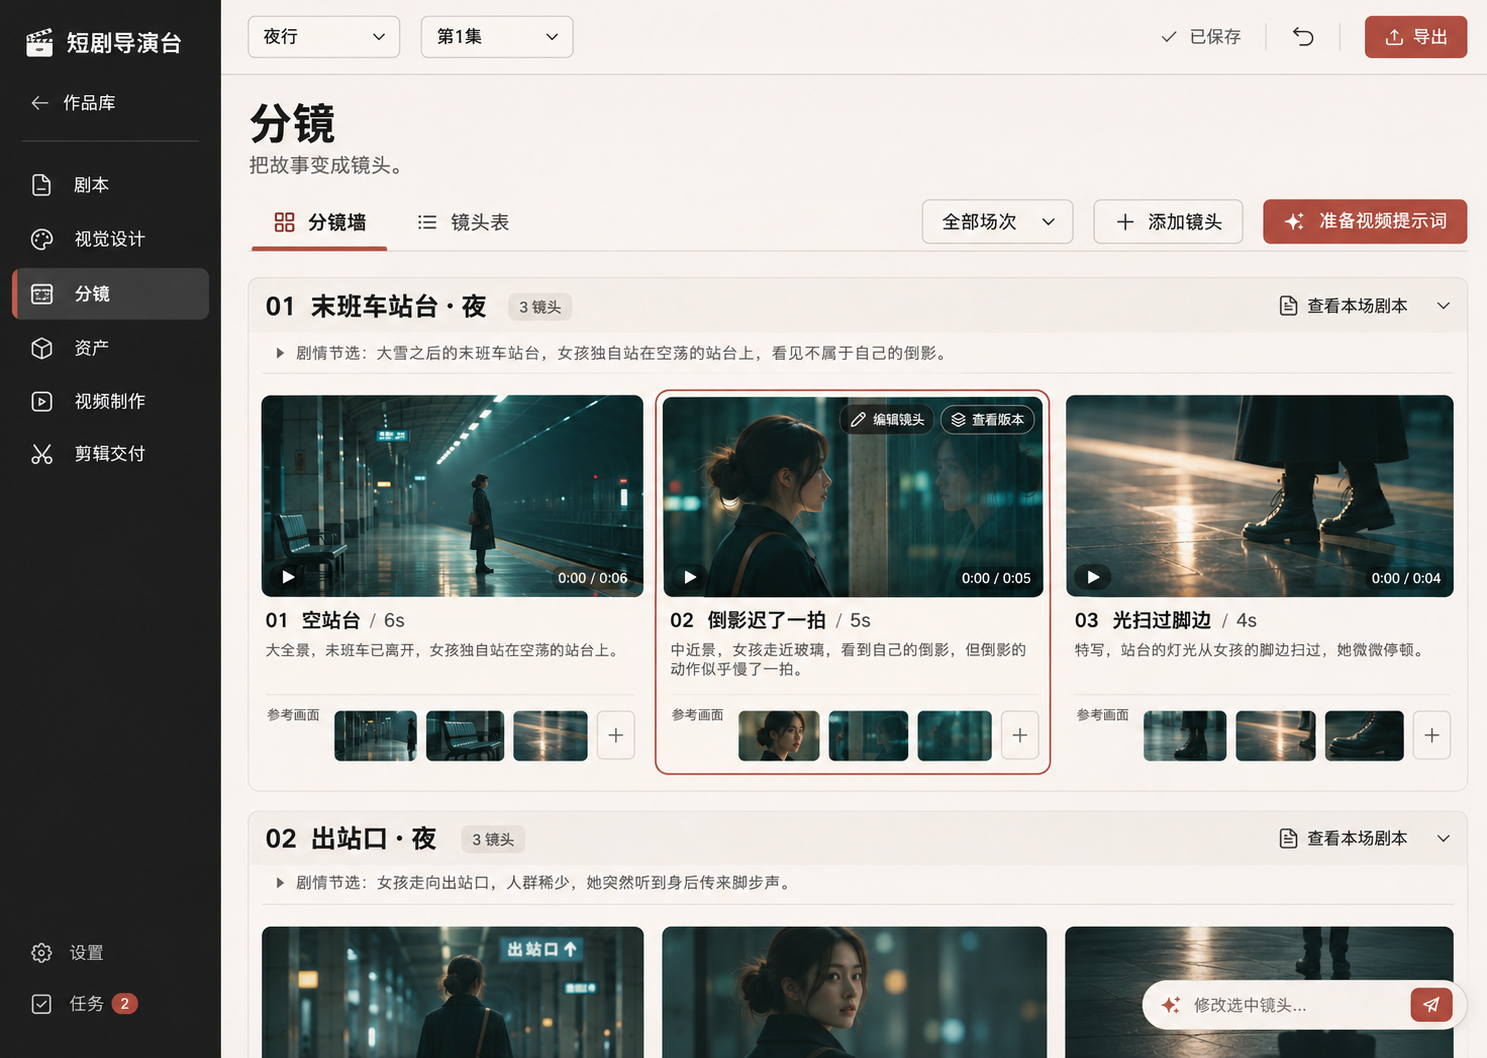 短剧导演台
作品库
剧本
视觉设计
分镜
资产
视频制作
剪辑交付
设置
任务 2
夜行
第1集
已保存
导出
分镜
把故事变成镜头。
分镜墙
镜头表
全部场次
添加镜头
准备视频提示词
01 末班车站台·夜 3 镜头
查看本场剧本
剧情节选：大雪之后的末班车站台，女孩独自站在空荡的站台上，看见不属于自己的倒影。
0:00 / 0:06
01 空站台 / 6s
大全景，末班车已离开，女孩独自站在空荡的站台上。
参考画面
编辑镜头
查看版本
0:00 / 0:05
02 倒影迟了一拍 / 5s
中近景，女孩走近玻璃，看到自己的倒影，但倒影的
动作似乎慢了一拍。
参考画面
0:00 / 0:04
03 光扫过脚边 / 4s
特写，站台的灯光从女孩的脚边扫过，她微微停顿。
参考画面
02 出站口·夜 3 镜头
查看本场剧本
剧情节选：女孩走向出站口，人群稀少，她突然听到身后传来脚步声。
出站口↑
修改选中镜头...